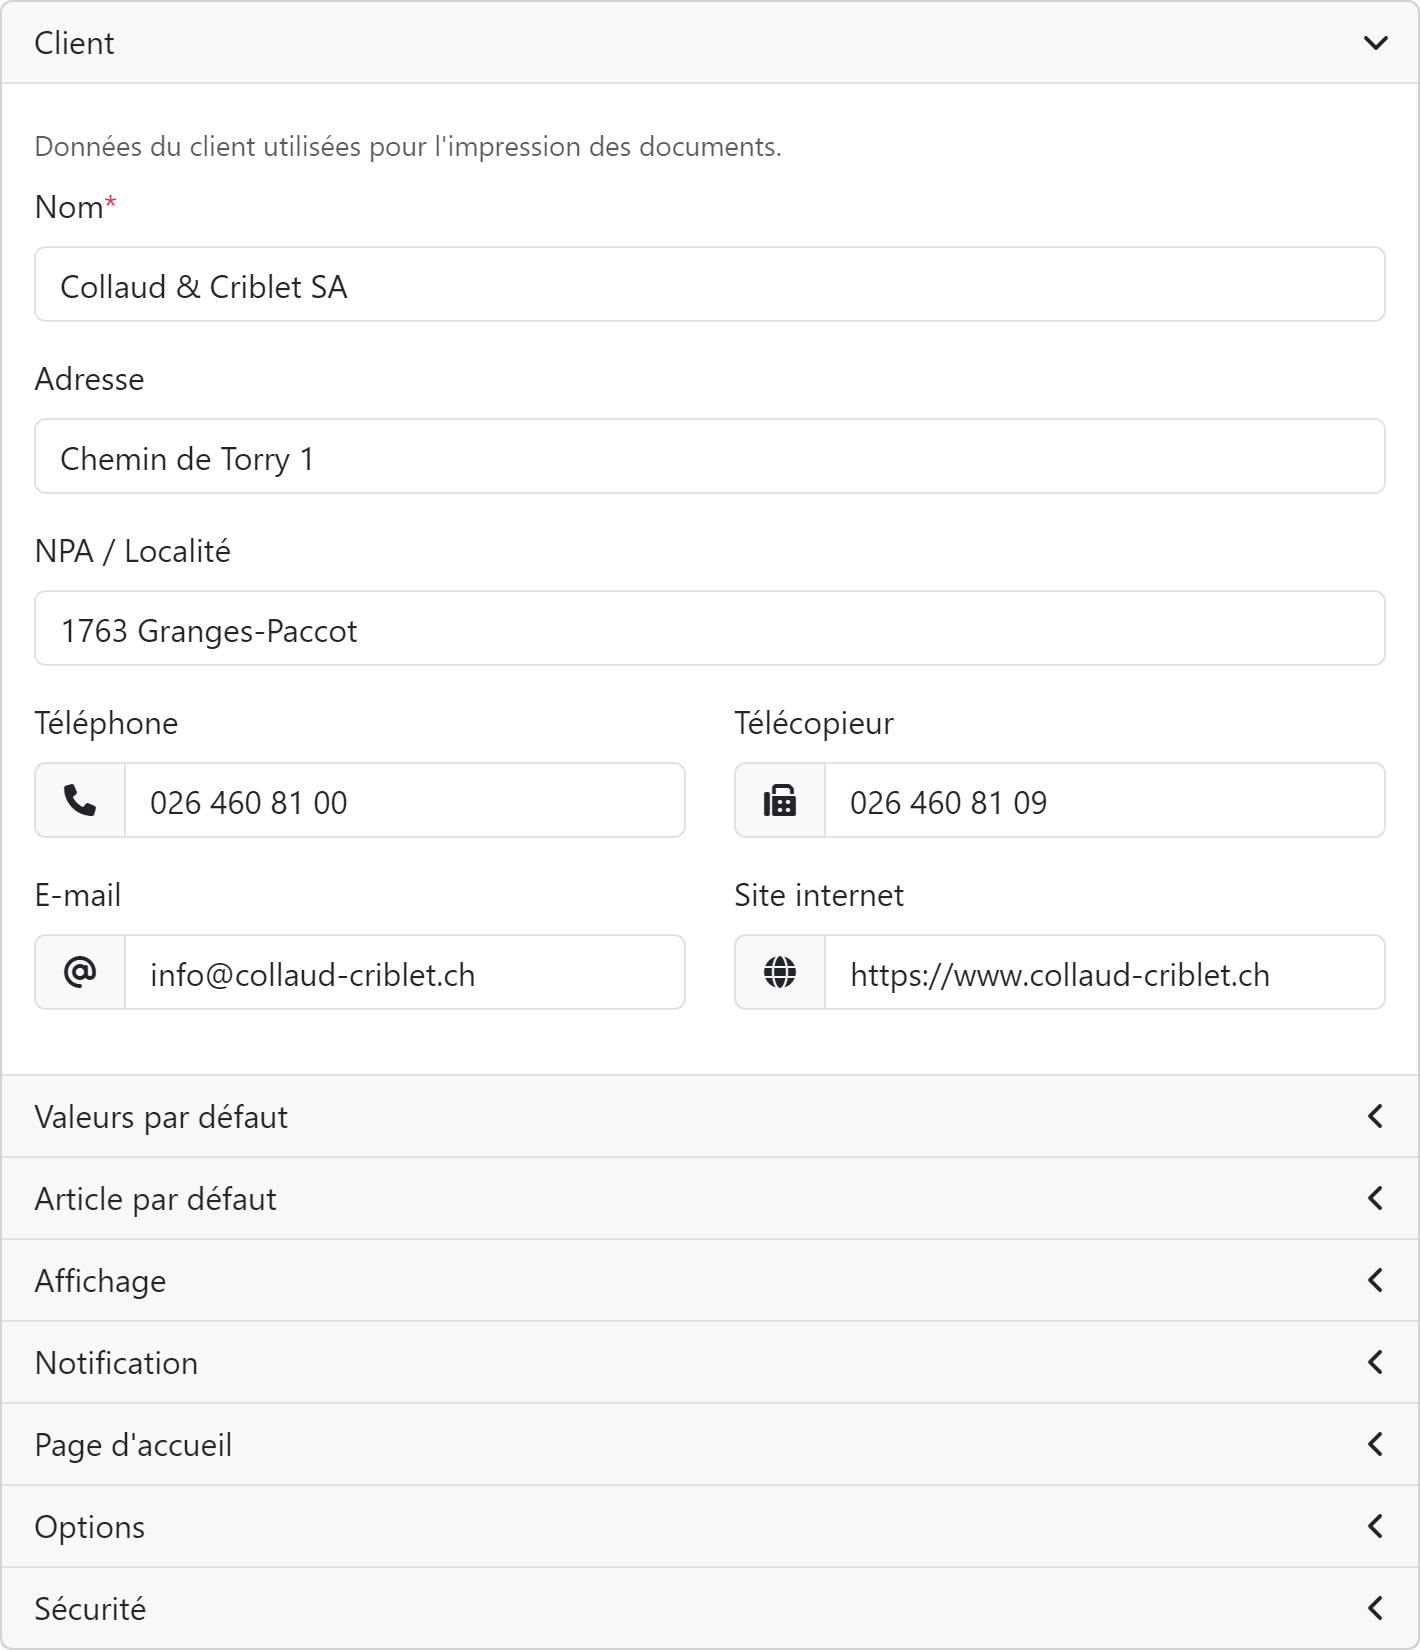 Client
Données du client utilisées pour l'impression des documents.
Nom*
Collaud & Criblet SA
Adresse
Chemin de Torry 1
NPA / Localité
1763 Granges-Paccot
Téléphone
026 460 81 00
Télécopieur
026 460 81 09
E-mail
info@collaud-criblet.ch
Site internet
https://www.collaud-criblet.ch
Valeurs par défaut
Article par défaut
Affichage
Notification
Page d'accueil
Options
Sécurité